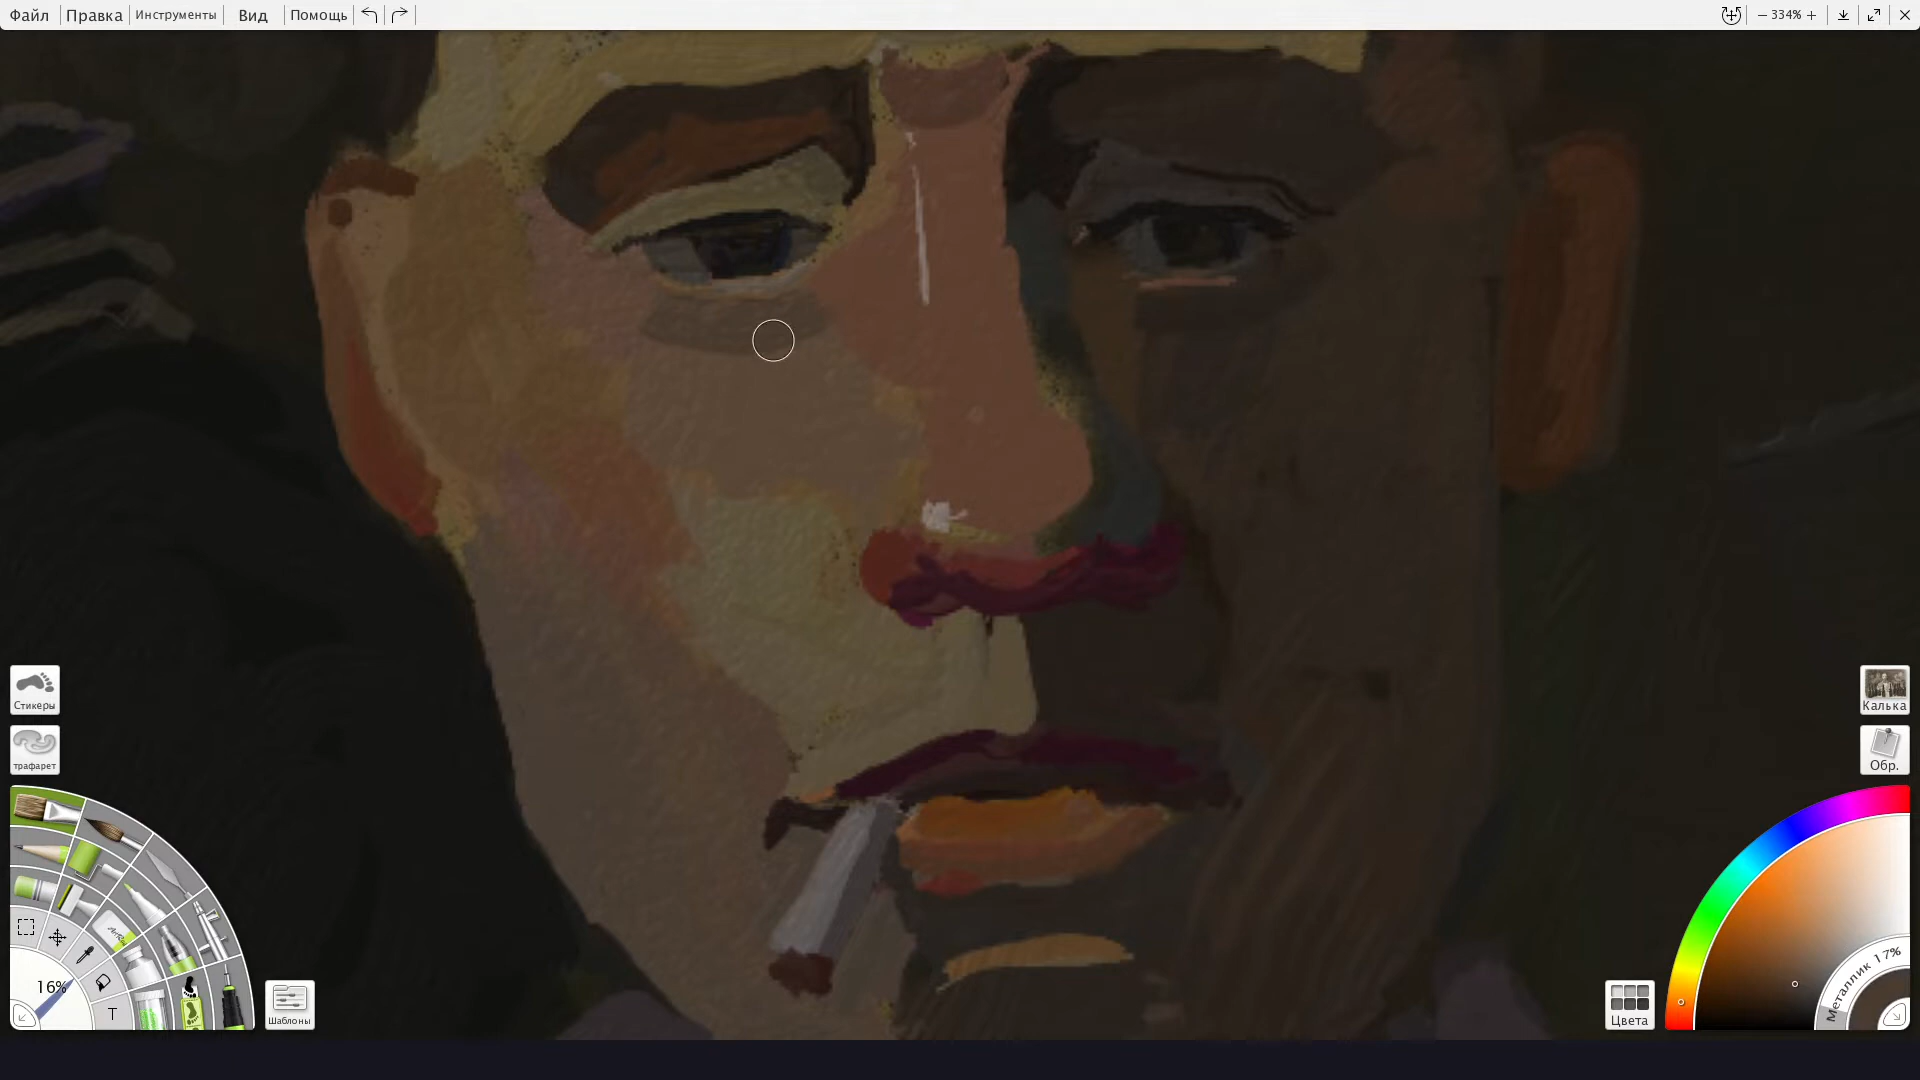 Файл Правка Инструменты Вид Помощь
− 334% +
Стикеры
трафарет
16%
T
Шаблоны
Калька
Обр.
Металлик 17%
Цвета